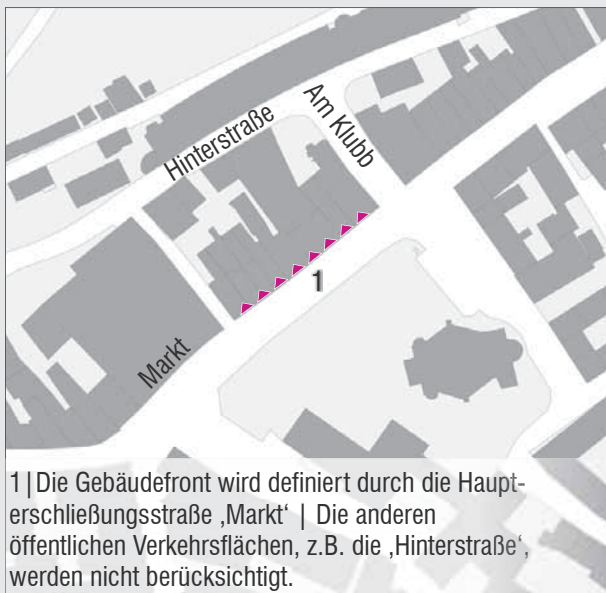 Hinterstraße
Am Klubb
1
Markt
1 | Die Gebäudefront wird definiert durch die Haupt-
erschließungsstraße ‚Markt‘ | Die anderen
öffentlichen Verkehrsflächen, z.B. die ‚Hinterstraße‘,
werden nicht berücksichtigt.